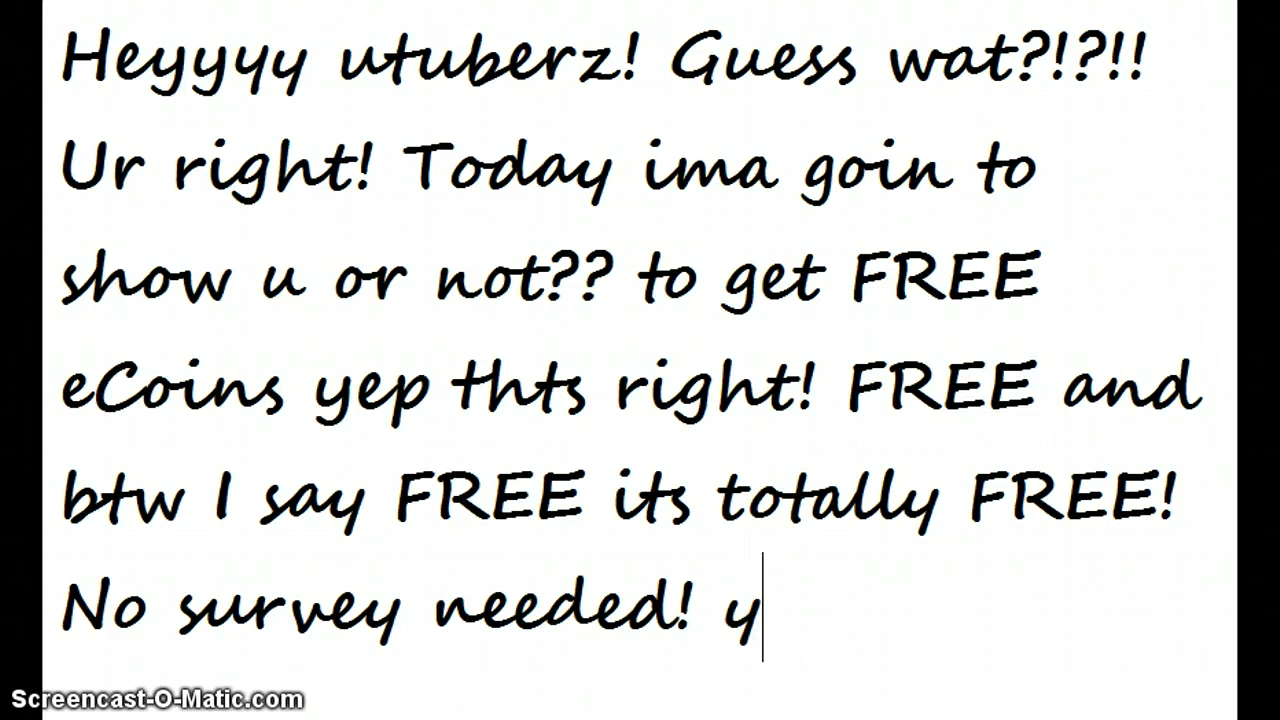 Heyyyy utuberz! Guess wat?!?!!
Ur right! Today ima goin to
show u or not?? to get FREE
eCoins yep thts right! FREE and
btw I say FREE its totally FREE!
No survey needed! y
Screencast-O-Matic.com